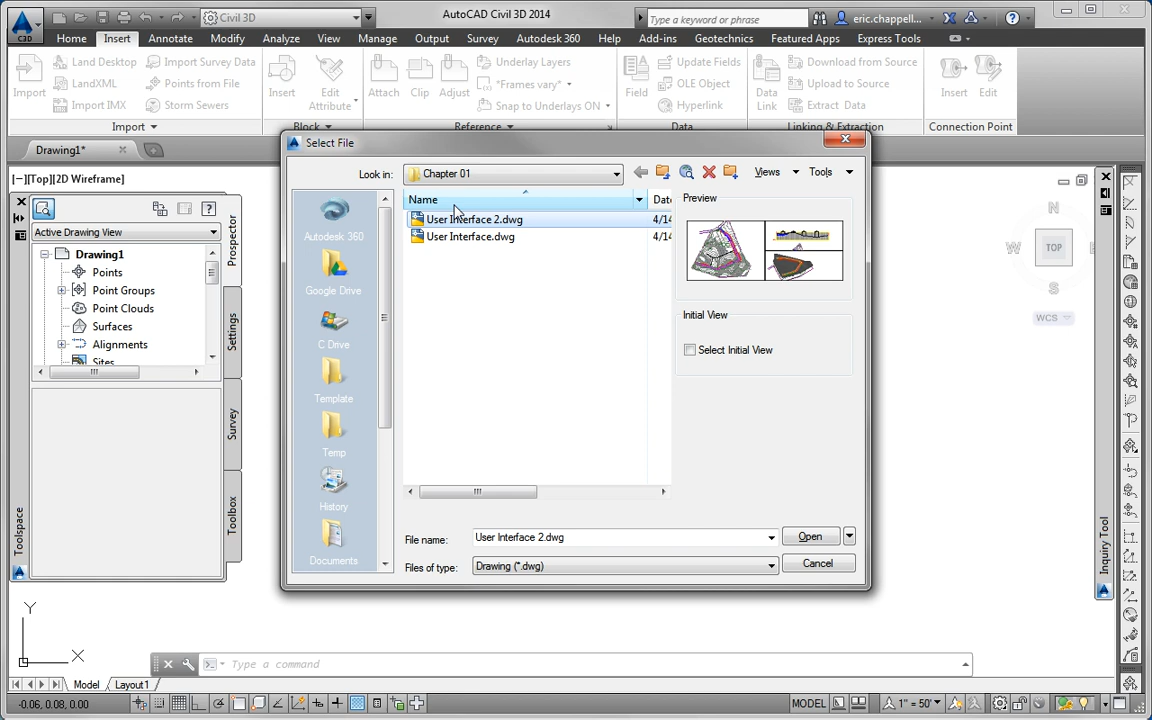 Civil 3D
AutoCAD Civil 3D 2014
Type a keyword or phrase
eric.chappell...
C3D
Home
Insert
Annotate
Modify
Analyze
View
Manage
Output
Survey
Autodesk 360
Help
Add-ins
Geotechnics
Featured Apps
Express Tools
Import
Land Desktop
LandXML
Import IMX
Import Survey Data
Points from File
Storm Sewers
Insert
Edit
Attribute
Attach
Clip
Adjust
Underlay Layers
*Frames vary*
Snap to Underlays ON
Field
Update Fields
OLE Object
Hyperlink
Data
Link
Download from Source
Upload to Source
Extract Data
Insert
Edit
Import
Block
Reference
Data
Linking & Extraction
Connection Point
Drawing1*
[−][Top][2D Wireframe]
Active Drawing View
Drawing1
Points
Point Groups
Point Clouds
Surfaces
Alignments
Sites
Prospector
Settings
Survey
Toolbox
Toolspace
Select File
Look in:
Chapter 01
Views
Tools
Name
Date
User Interface 2.dwg
4/14
User Interface.dwg
4/14
Autodesk 360
Google Drive
C Drive
Template
Temp
History
Documents
Preview
Initial View
Select Initial View
File name:
User Interface 2.dwg
Open
Files of type:
Drawing (*.dwg)
Cancel
N
W
TOP
S
WCS
Inquiry Tool
Y
X
Type a command
Model
Layout1
-0.06, 0.08, 0.00
MODEL
1" = 50'